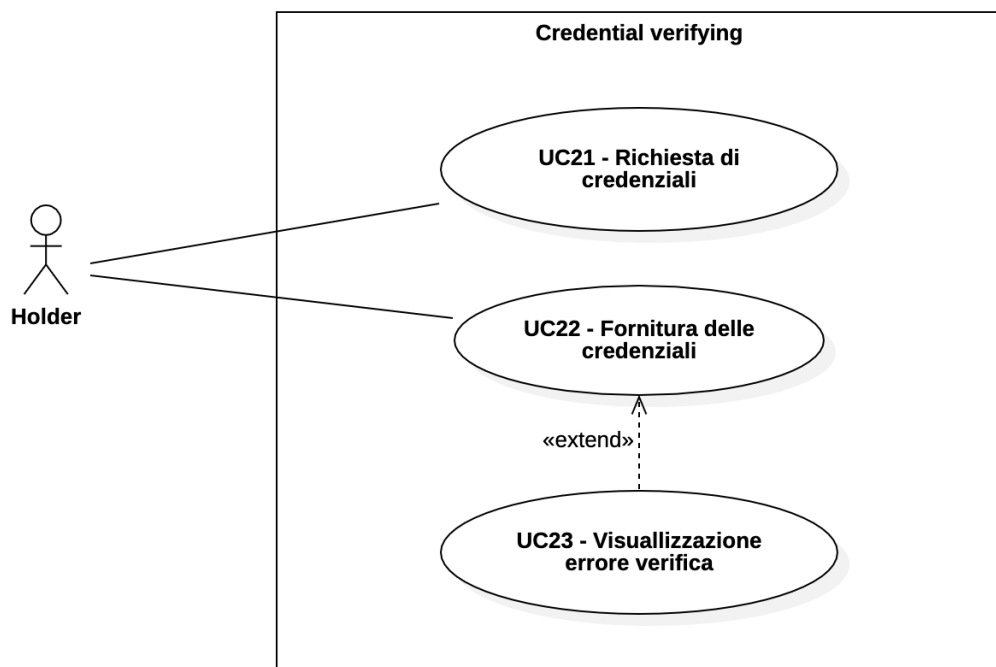 Credential verifying
UC21 - Richiesta di
credenziali
Holder
UC22 - Fornitura delle
credenziali
«extend»
UC23 - Visuallizzazione
errore verifica